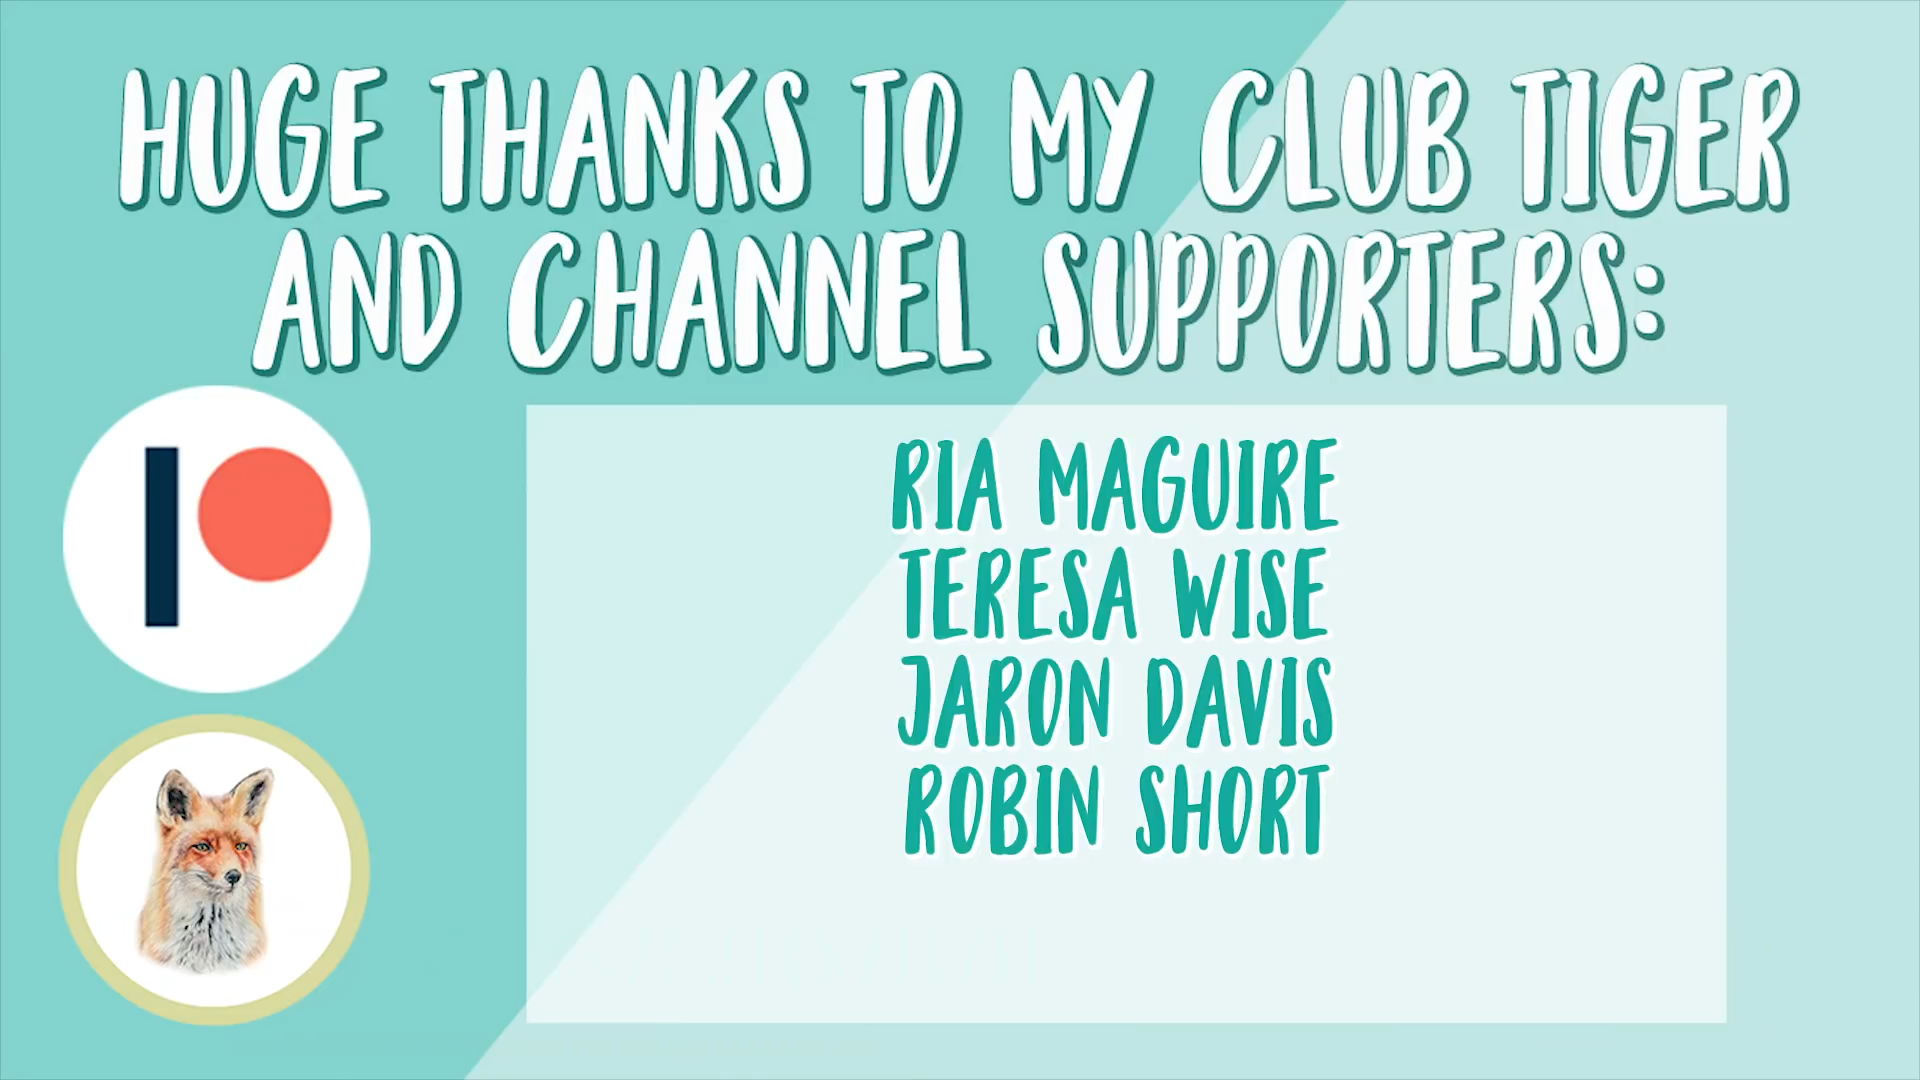 HUGE THANKS TO MY CLUB TIGER
AND CHANNEL SUPPORTERS:
RIA MAGUIRE
TERESA WISE
JARON DAVIS
ROBIN SHORT